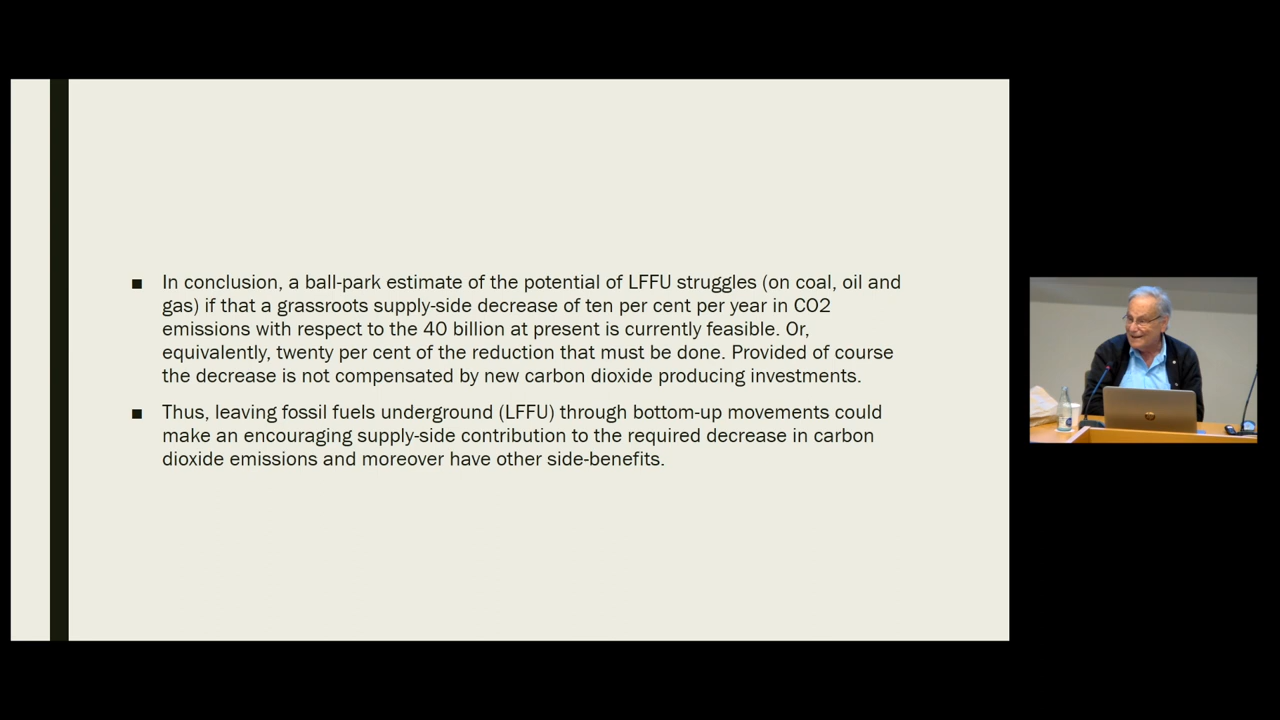 ■ In conclusion, a ball-park estimate of the potential of LFFU struggles (on coal, oil and
gas) if that a grassroots supply-side decrease of ten per cent per year in CO2
emissions with respect to the 40 billion at present is currently feasible. Or,
equivalently, twenty per cent of the reduction that must be done. Provided of course
the decrease is not compensated by new carbon dioxide producing investments.
■ Thus, leaving fossil fuels underground (LFFU) through bottom-up movements could
make an encouraging supply-side contribution to the required decrease in carbon
dioxide emissions and moreover have other side-benefits.